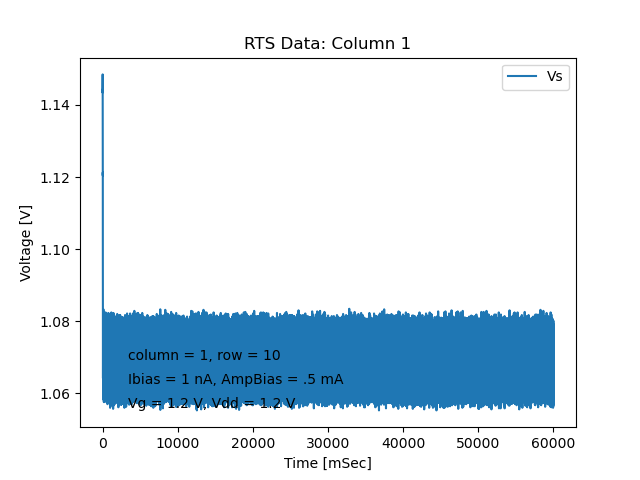 RTS Data: Column 1
Vs
1.14
1.12
1.10
1.08
1.06
Voltage [V]
column = 1, row = 10
Ibias = 1 nA, AmpBias = .5 mA
Vg = 1.2 V, Vdd = 1.2 V
0 10000 20000 30000 40000 50000 60000
Time [mSec]